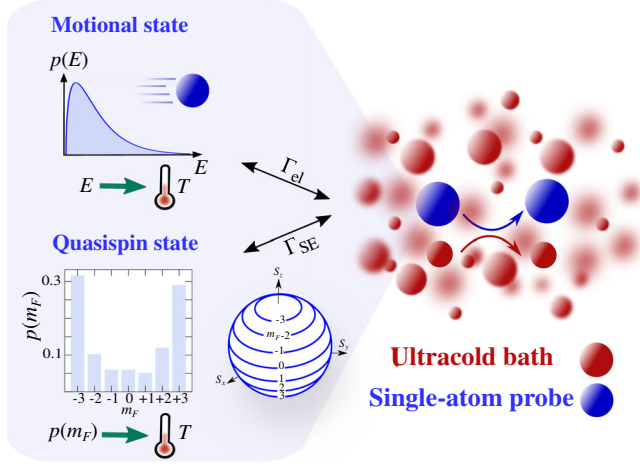 Motional state
p(E)
E
E T
Γel
ΓSE
Quasispin state
p(mF)
0.3
0.1
-3 -2 -1 0 +1 +2 +3
mF
p(mF) T
Sz
Sy
Sx
-3
mF-2
-1
0
1
2
3
Ultracold bath
Single-atom probe